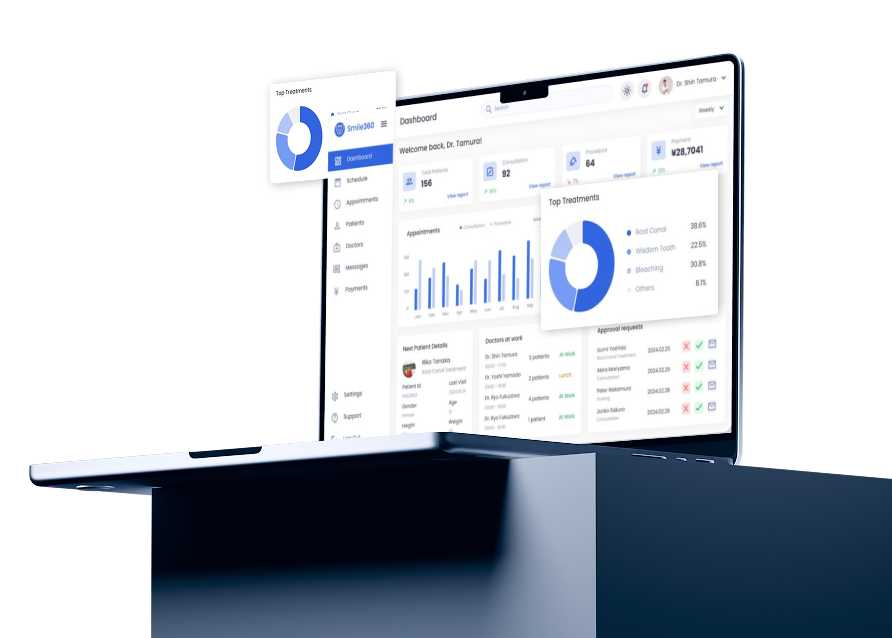 Top Treatments
Smile360
Dashboard
Search
Dr. Shin Tamura
Weekly
Dashboard
Schedule
Appointments
Patients
Doctors
Messages
Payments
Settings
Support
Welcome back, Dr. Tamura!
Total Patients
156
View report
Consultation
92
View report
Procedure
64
View report
Payment
¥28,7041
View report
Appointments
Consultation
Procedure
Jan Feb Mar Apr May Jun Jul Aug Sep
Top Treatments
Root Canal 38.6%
Wisdom Tooth 22.5%
Bleaching 30.8%
Others 8.1%
Next Patient Details
Riko Tanaka
Root Canal Treatment
Patient Id
Last Visit
Gender
Age
Female
Height
Weight
Doctors at work
Dr. Shin Tamura 3 patients At Work
Dr. Yoshi Yamada 2 patients Lunch
Dr. Ryo Fukuzawa 4 patients At Work
Dr. Ryo Fukuzawa 1 patient At Work
Approval requests
Izumi Yoshida 2024.02.25
Root Canal Treatment
Akira Moriyama 2024.02.26
Consultation
Peter Nakamura 2024.02.28
Scaling
Junko Sakura 2024.02.29
Consultation